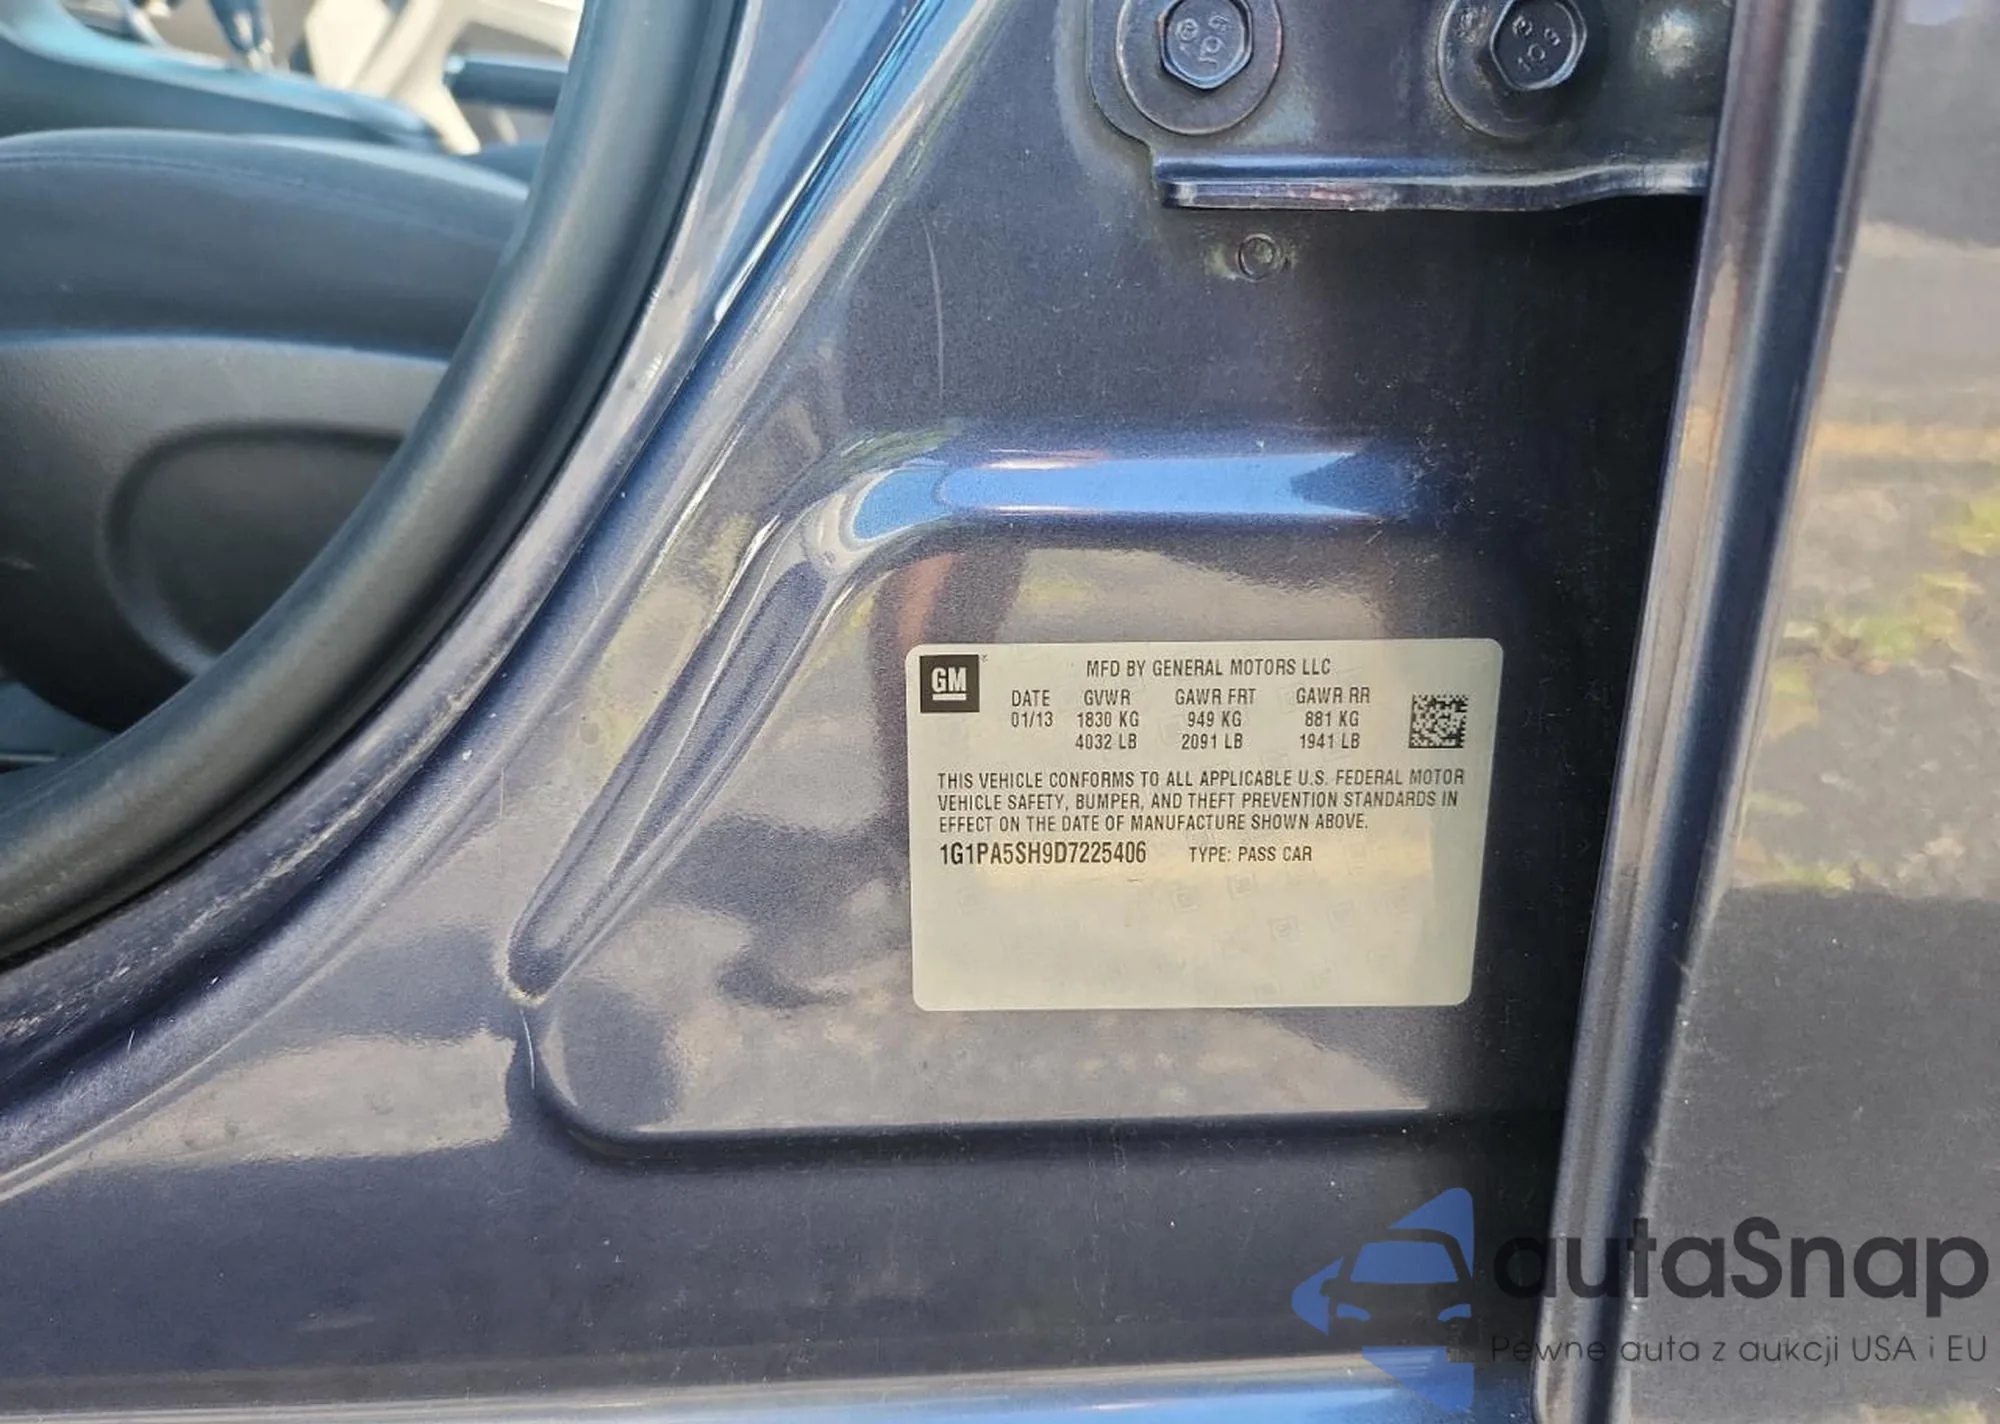 GM
MFD BY GENERAL MOTORS LLC
DATE GVWR GAWR FRT GAWR RR
01/13 1830 KG 949 KG 881 KG
4032 LB 2091 LB 1941 LB
THIS VEHICLE CONFORMS TO ALL APPLICABLE U.S. FEDERAL MOTOR
VEHICLE SAFETY, BUMPER, AND THEFT PREVENTION STANDARDS IN
EFFECT ON THE DATE OF MANUFACTURE SHOWN ABOVE.
1G1PA5SH9D7225406 TYPE: PASS CAR
autaSnap
Pewne auta z aukcji USA i EU